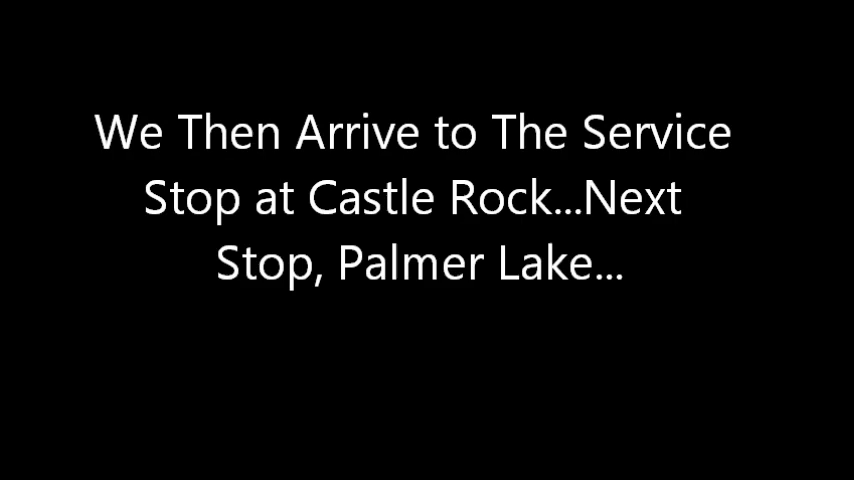 We Then Arrive to The Service
Stop at Castle Rock...Next
Stop, Palmer Lake...